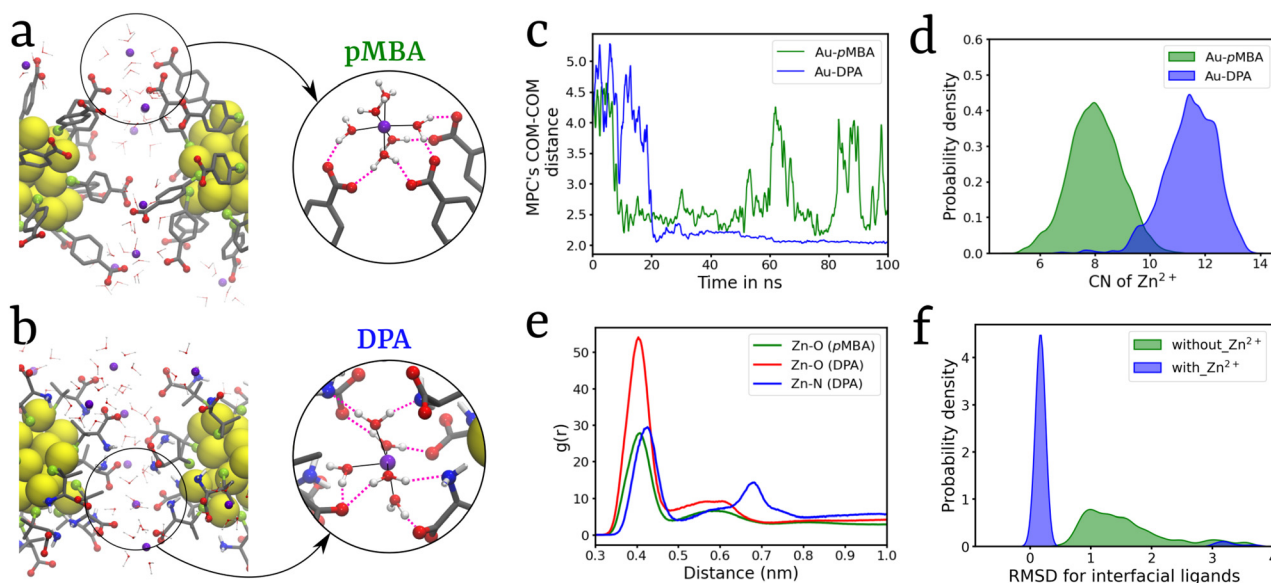 a
pMBA
b
DPA
c
MPC's COM-COM
distance
5.0
4.5
4.0
3.5
3.0
2.5
2.0
Au-pMBA
Au-DPA
0
20
40
60
80
100
Time in ns
d
Probability density
0.6
0.5
0.4
0.3
0.2
0.1
0.0
Au-pMBA
Au-DPA
6
8
10
12
14
CN of Zn²⁺
e
g(r)
50
40
30
20
10
0
Zn-O (pMBA)
Zn-O (DPA)
Zn-N (DPA)
0.3
0.4
0.5
0.6
0.7
0.8
0.9
1.0
Distance (nm)
f
Probability density
4
3
2
1
0
without_Zn²⁺
with_Zn²⁺
0
1
2
3
4
RMSD for interfacial ligands